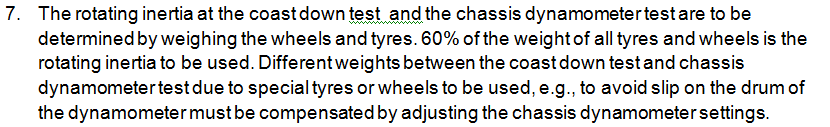 7. The rotating inertia at the coast down test and the chassis dynamometer test are to be
determined by weighing the wheels and tyres. 60% of the weight of all tyres and wheels is the
rotating inertia to be used. Different weights between the coast down test and chassis
dynamometer test due to special tyres or wheels to be used, e.g., to avoid slip on the drum of
the dynamometer must be compensated by adjusting the chassis dynamometer settings.